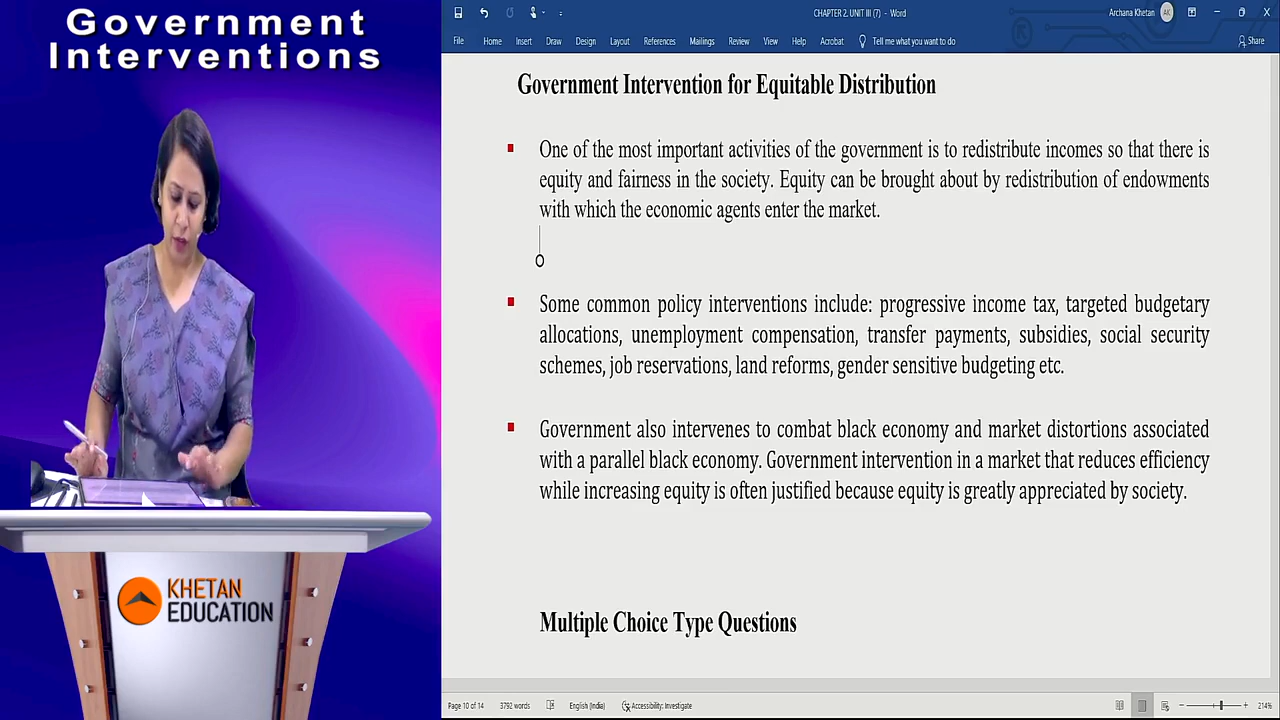 Government
Interventions
KHETAN
EDUCATION
CHAPTER 2. UNIT III (7) - Word
Archana Khetan
AK
File
Home
Insert
Draw
Design
Layout
References
Mailings
Review
View
Help
Acrobat
Tell me what you want to do
Share
Government Intervention for Equitable Distribution
One of the most important activities of the government is to redistribute incomes so that there is
equity and fairness in the society. Equity can be brought about by redistribution of endowments
with which the economic agents enter the market.
Some common policy interventions include: progressive income tax, targeted budgetary
allocations, unemployment compensation, transfer payments, subsidies, social security
schemes, job reservations, land reforms, gender sensitive budgeting etc.
Government also intervenes to combat black economy and market distortions associated
with a parallel black economy. Government intervention in a market that reduces efficiency
while increasing equity is often justified because equity is greatly appreciated by society.
Multiple Choice Type Questions
Page 10 of 14
3792 words
English (India)
Accessibility: Investigate
214%